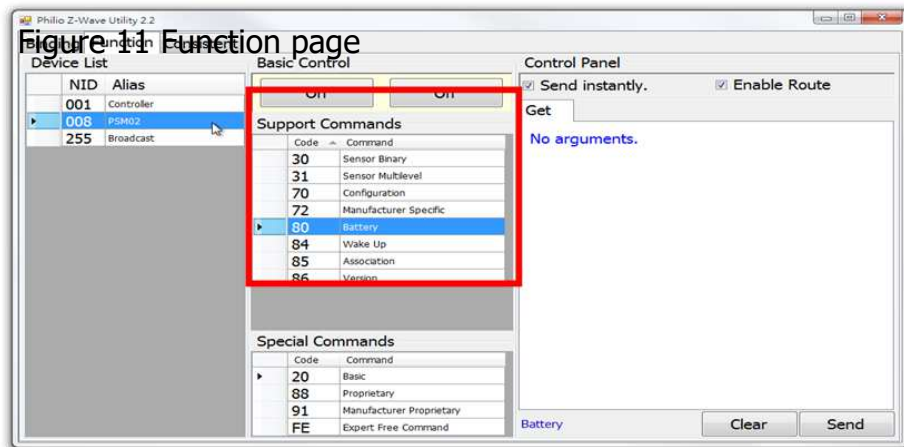 Philio Z-Wave Utility 2.2
Figure 11 Function page
Binding Function Consistent
Device List
NID Alias
001 Controller
008 PSM02
255 Broadcast
Basic Control
On Off
Support Commands
Code Command
30 Sensor Binary
31 Sensor Multilevel
70 Configuration
72 Manufacturer Specific
80 Battery
84 Wake Up
85 Association
86 Version
Special Commands
Code Command
20 Basic
88 Proprietary
91 Manufacturer Proprietary
FE Expert Free Command
Control Panel
Send instantly. Enable Route
Get
No arguments.
Battery Clear Send